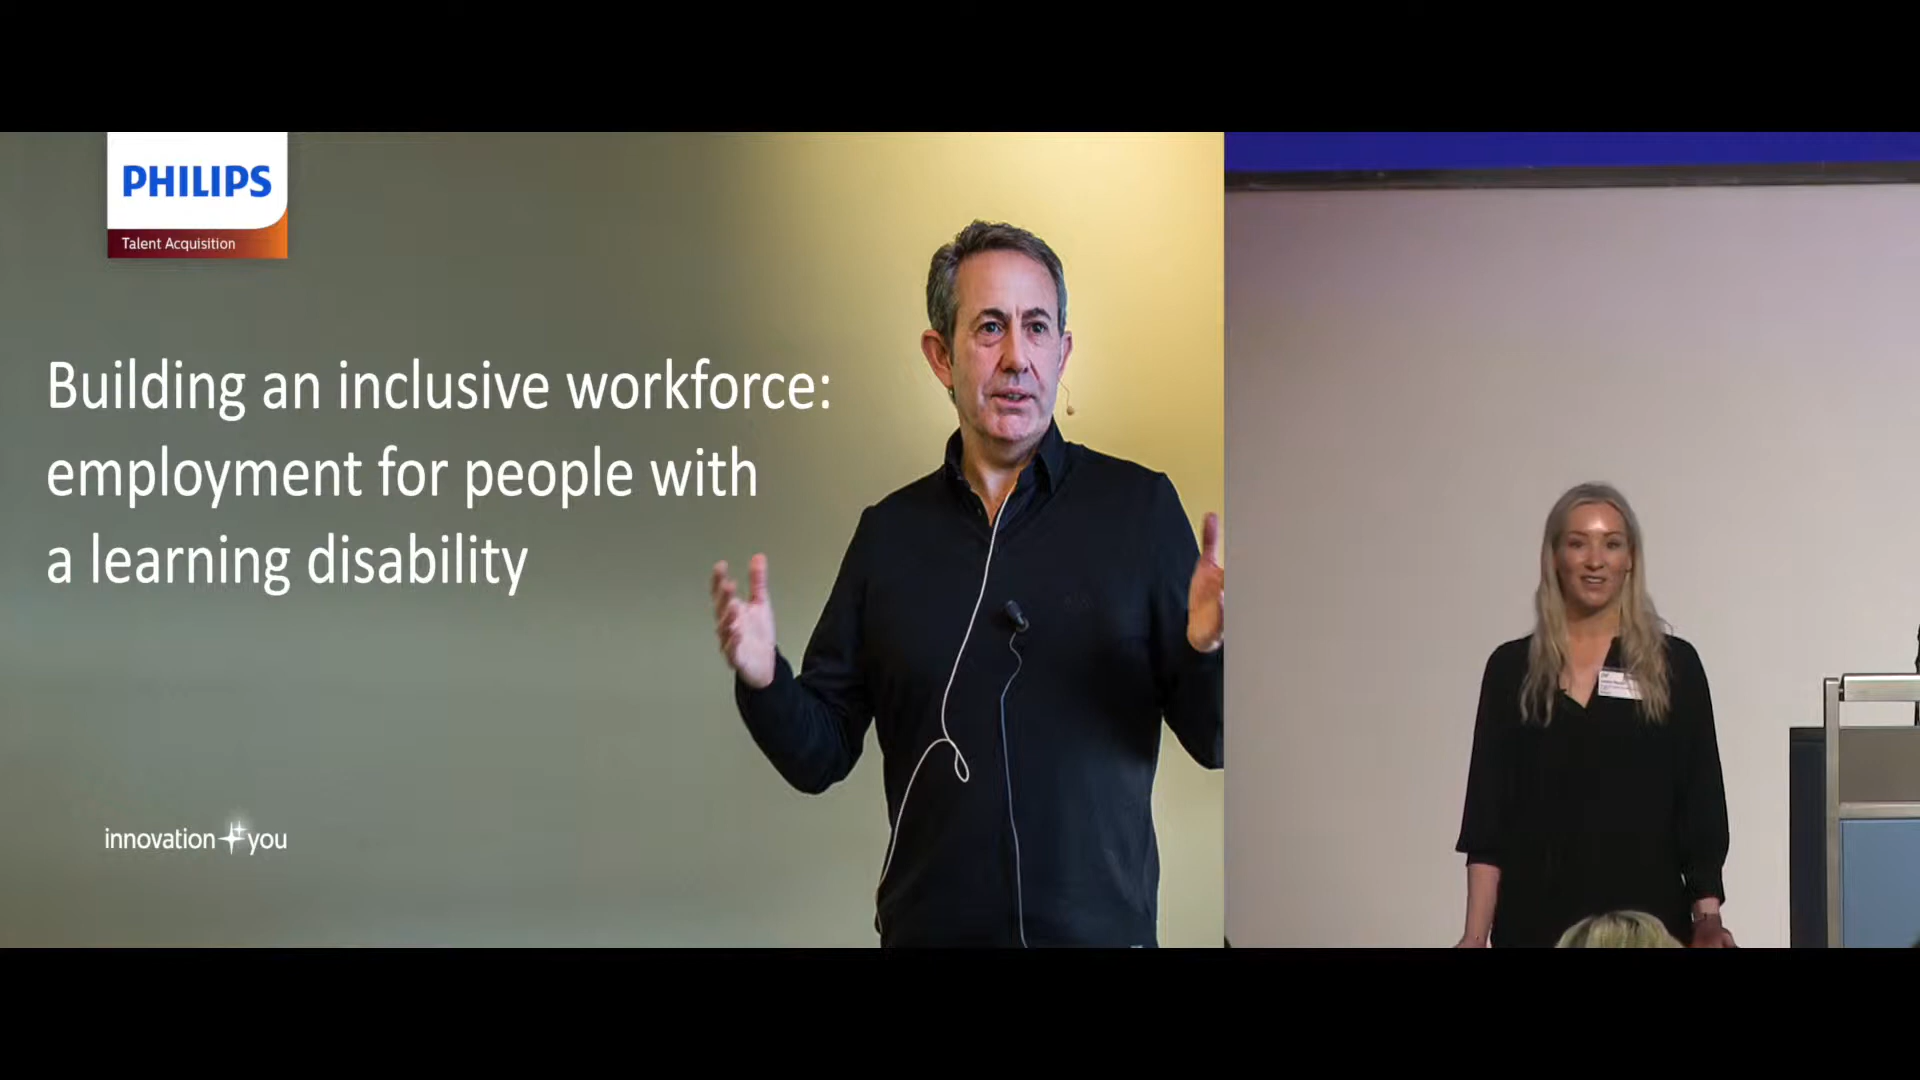 PHILIPS
Talent Acquisition
Building an inclusive workforce:
employment for people with
a learning disability
innovation you